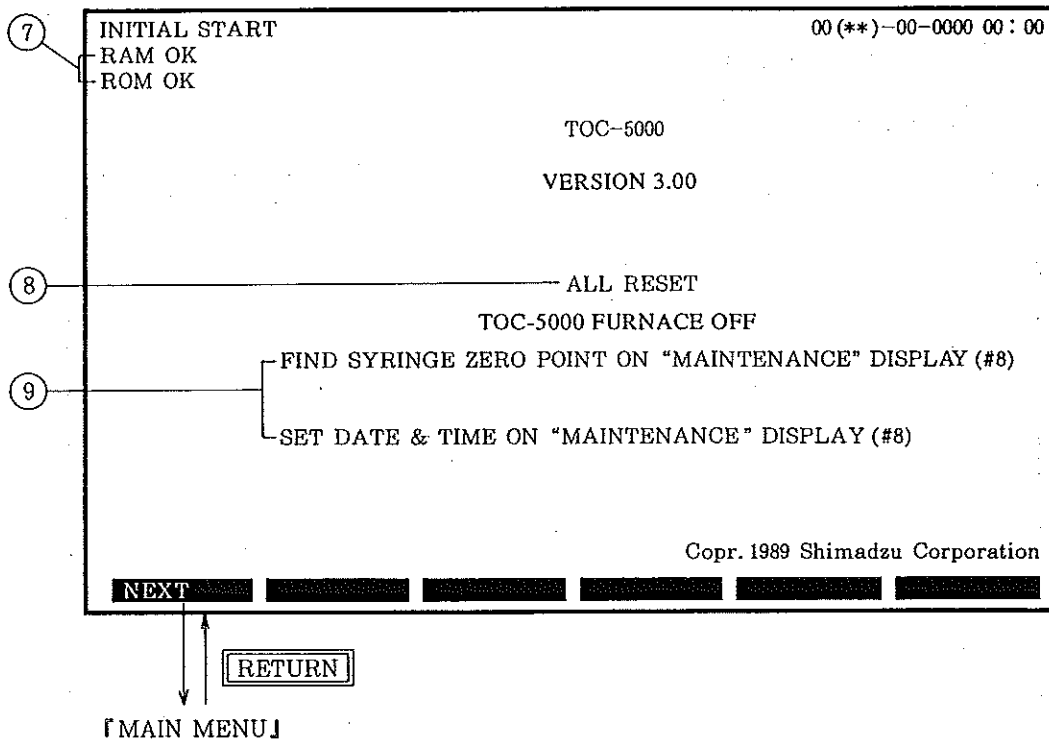 ⑦ INITIAL START 00(**)-00-0000 00:00
RAM OK
ROM OK
TOC-5000
VERSION 3.00
⑧ ALL RESET
TOC-5000 FURNACE OFF
FIND SYRINGE ZERO POINT ON “MAINTENANCE” DISPLAY (#8)
⑨
SET DATE & TIME ON “MAINTENANCE” DISPLAY (#8)
Copr. 1989 Shimadzu Corporation
NEXT
RETURN
『MAIN MENU』